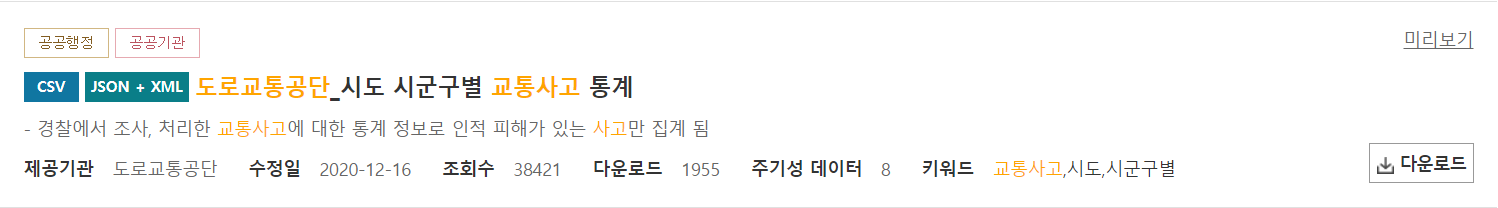 공공행정 공공기관 미리보기
CSV JSON + XML 도로교통공단_시도 시군구별 교통사고 통계
- 경찰에서 조사, 처리한 교통사고에 대한 통계 정보로 인적 피해가 있는 사고만 집계 됨
제공기관 도로교통공단 수정일 2020-12-16 조회수 38421 다운로드 1955 주기성 데이터 8 키워드 교통사고,시도,시군구별 다운로드